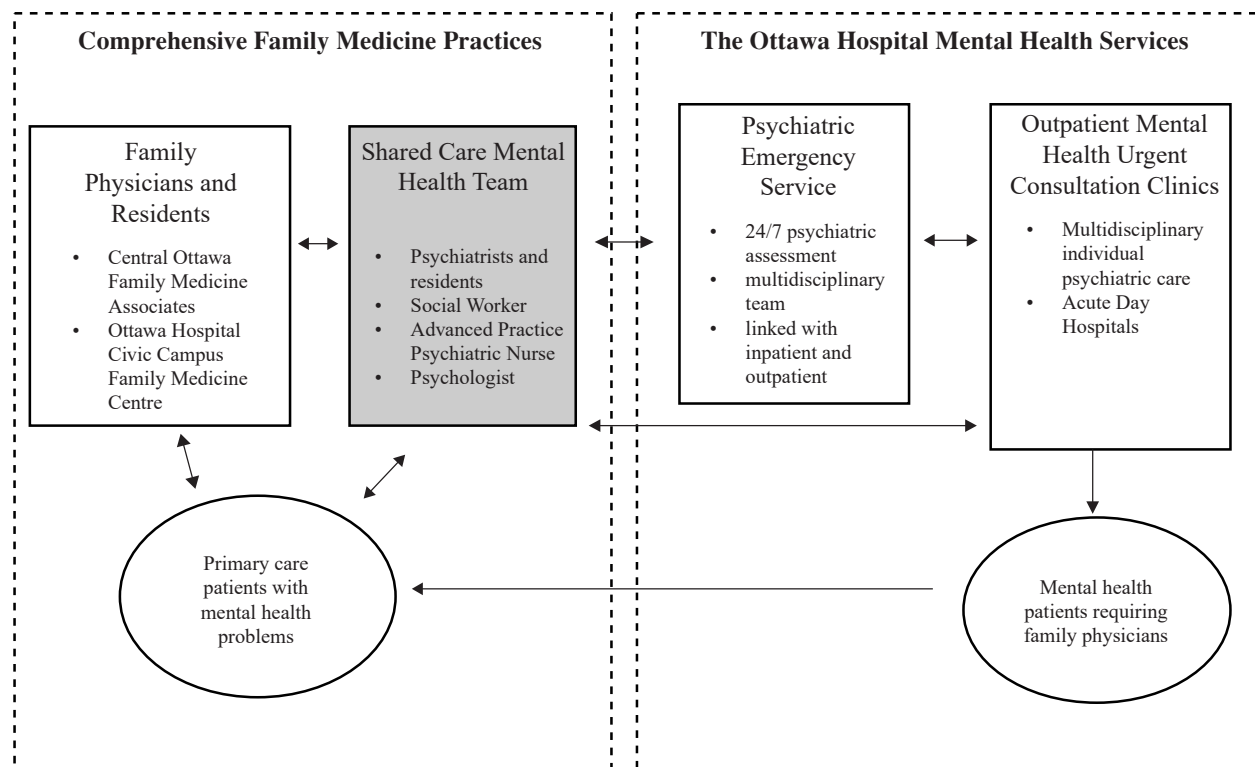 Comprehensive Family Medicine Practices
Family
Physicians and
Residents
• Central Ottawa
Family Medicine
Associates
• Ottawa Hospital
Civic Campus
Family Medicine
Centre
Shared Care Mental
Health Team
• Psychiatrists and
residents
• Social Worker
• Advanced Practice
Psychiatric Nurse
• Psychologist
Primary care
patients with
mental health
problems
The Ottawa Hospital Mental Health Services
Psychiatric
Emergency
Service
• 24/7 psychiatric
assessment
• multidisciplinary
team
• linked with
inpatient and
outpatient
Outpatient Mental
Health Urgent
Consultation Clinics
• Multidisciplinary
individual
psychiatric care
• Acute Day
Hospitals
Mental health
patients requiring
family physicians